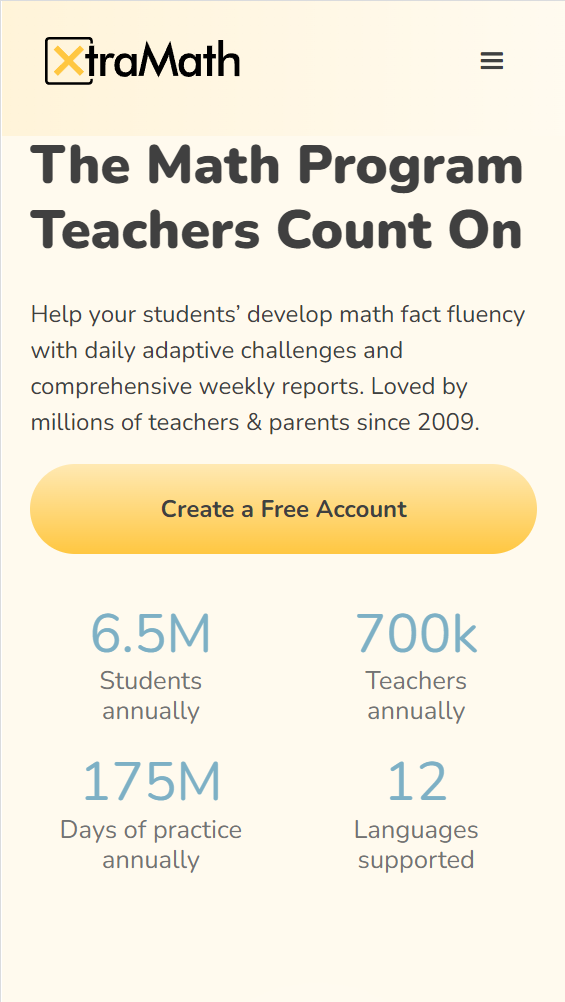 XtraMath
The Math Program
Teachers Count On
Help your students’ develop math fact fluency
with daily adaptive challenges and
comprehensive weekly reports. Loved by
millions of teachers & parents since 2009.
Create a Free Account
6.5M
Students
annually
700k
Teachers
annually
175M
Days of practice
annually
12
Languages
supported